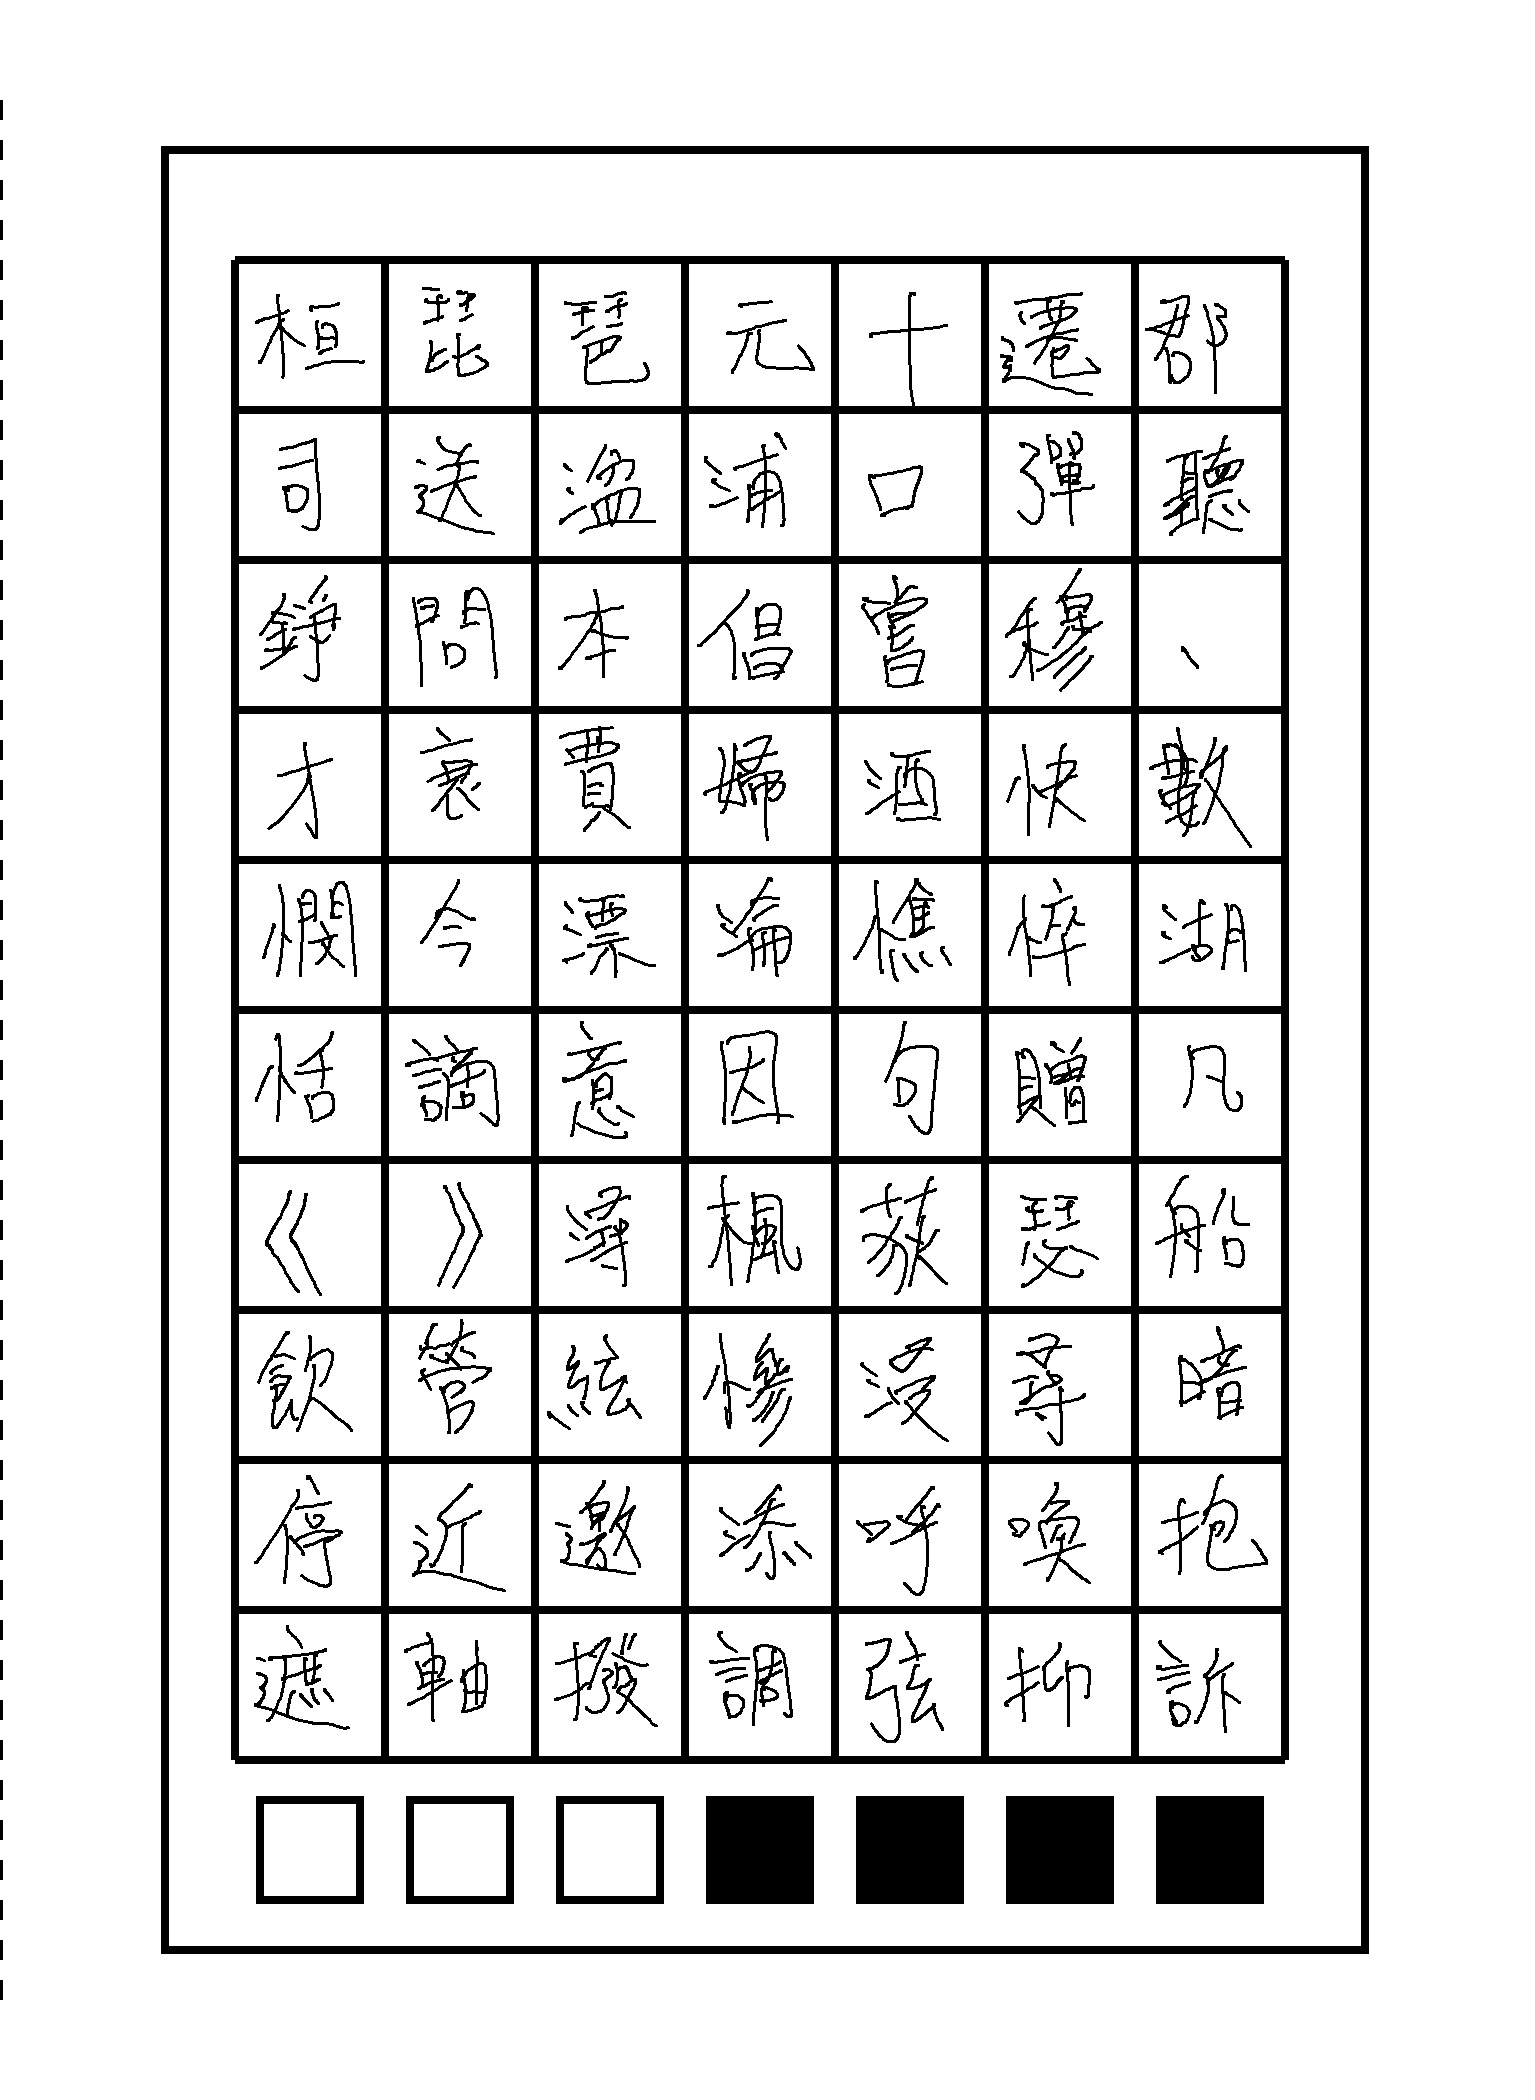 桓琵琶元十遷郡
司送湓浦口彈聽
錚問本倡嘗穆、
才衰賈婦酒快數
憫今漂淪憔悴湖
恬謫意因句贈凡
《》潯楓荻瑟船
飲管絃慘漫尋暗
停近邀添呼喚抱
遮軸撥調弦抑訴